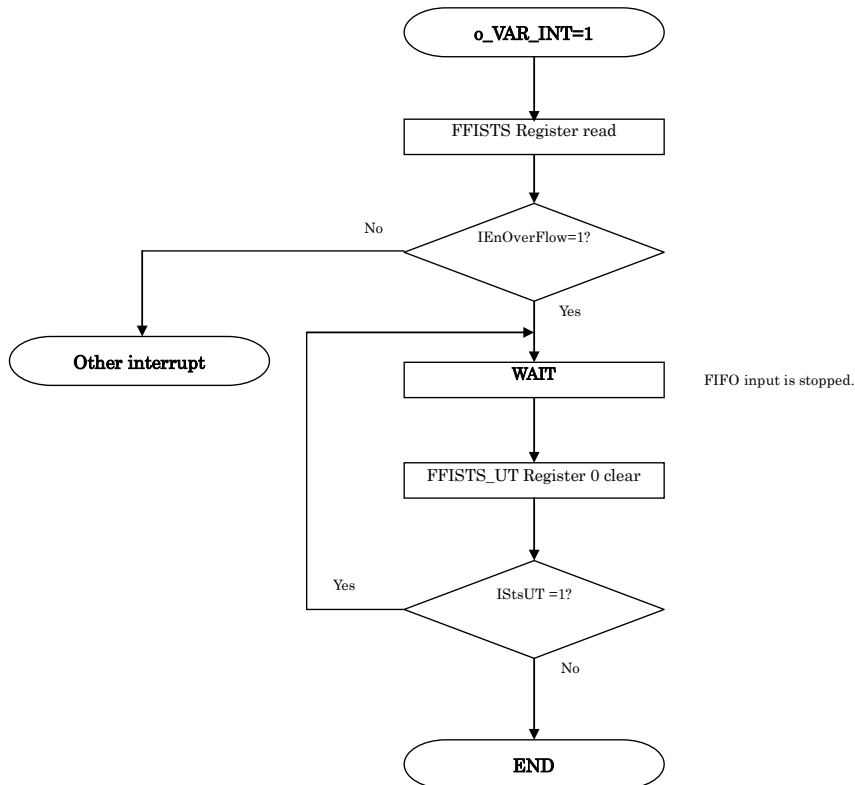 o_VAR_INT=1
FFISTS Register read
No
IEnOverFlow=1?
Yes
Other interrupt
WAIT
FIFO input is stopped.
FFISTS_UT Register 0 clear
Yes
IStsUT =1?
No
END